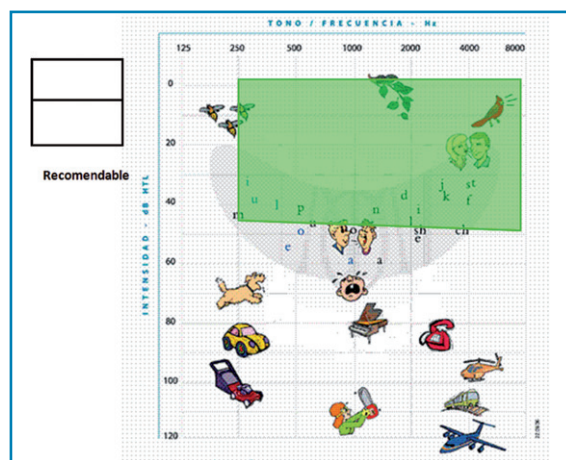 TONO / FRECUENCIA - Hz
125 250 500 1000 2000 4000 8000
INTENSIDAD - dB HTL
0
20
40
60
80
100
120
Recomendable
i
u
l
p
m
u
o
e
u o
a
a
n
d
i
l
sh
e
j
k
st
f
ch